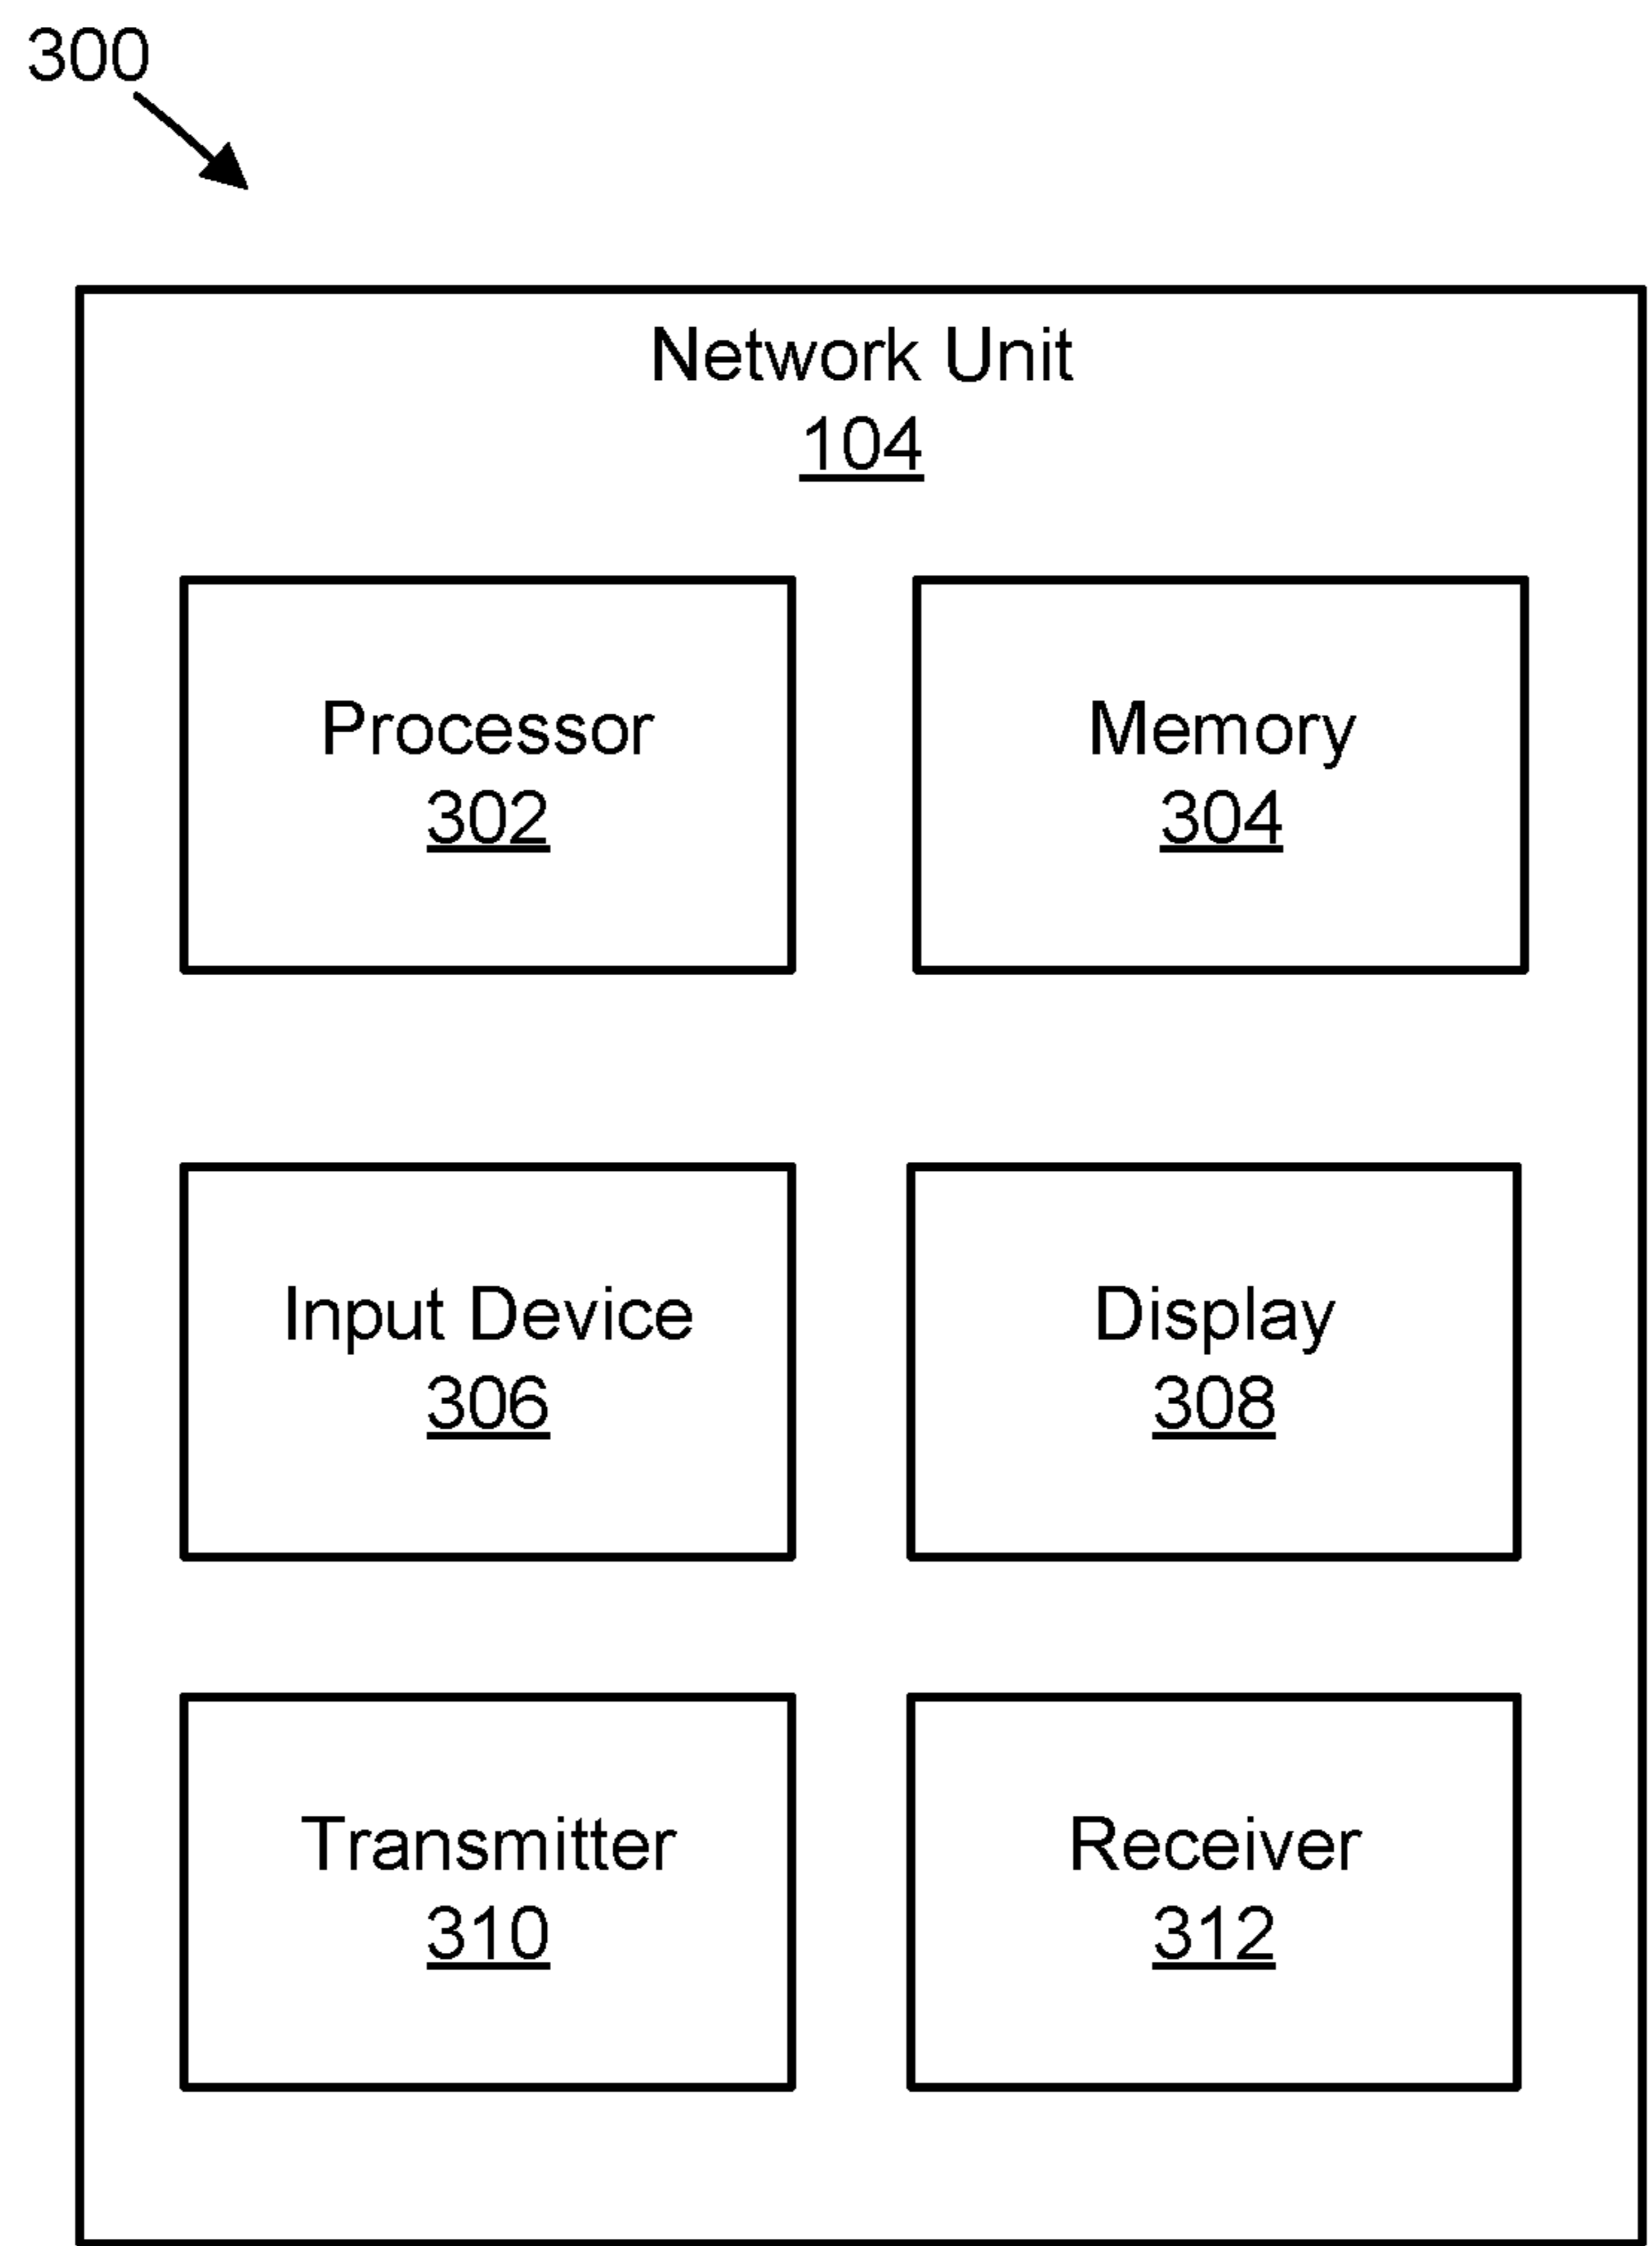 300
Network Unit
104
Processor
302
Memory
304
Input Device
306
Display
308
Transmitter
310
Receiver
312